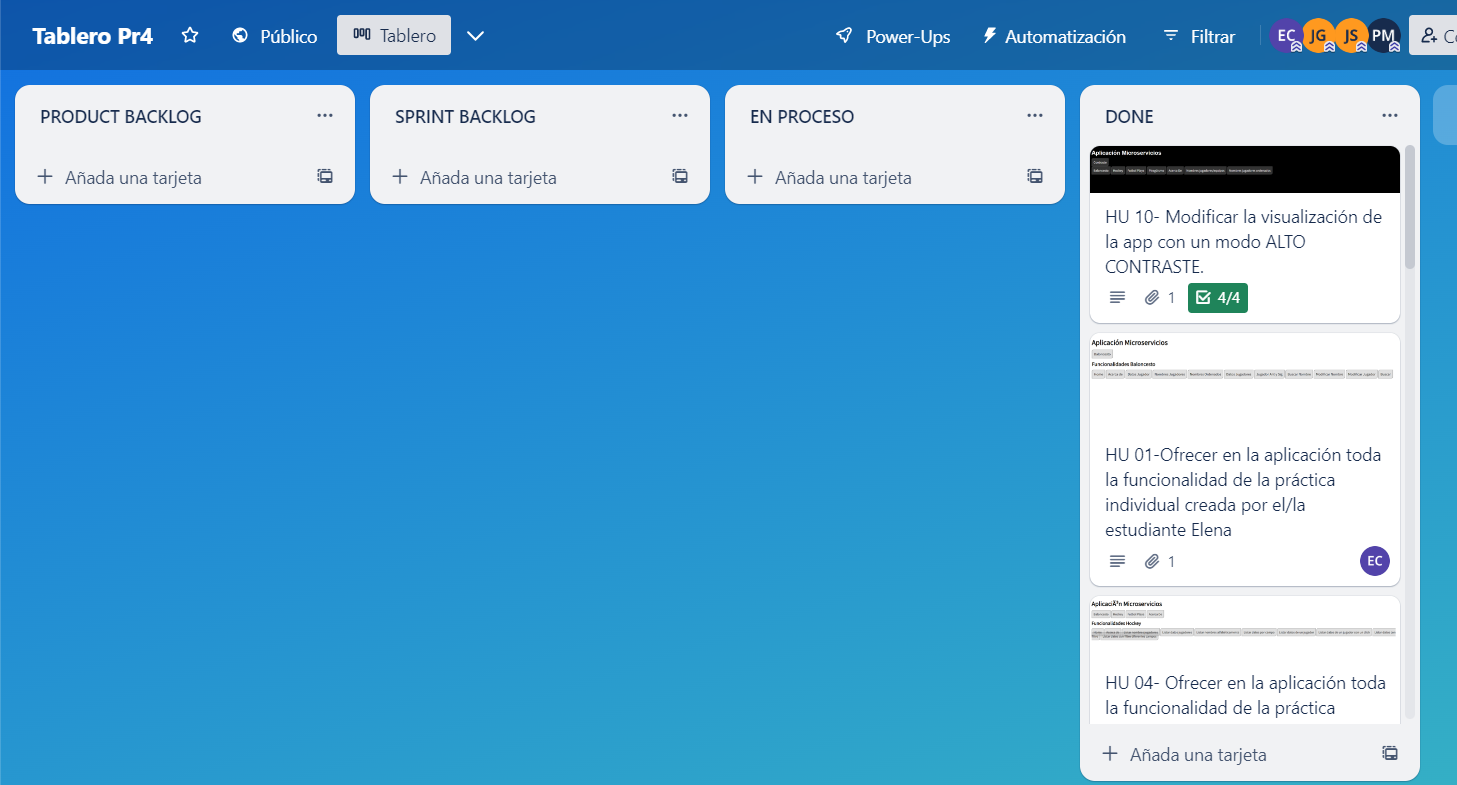 Tablero Pr4
Público
Tablero
Power-Ups
Automatización
Filtrar
EC
JG
JS
PM
PRODUCT BACKLOG
Añada una tarjeta
SPRINT BACKLOG
Añada una tarjeta
EN PROCESO
Añada una tarjeta
DONE
Aplicación Microservicios
HU 10- Modificar la visualización de
la app con un modo ALTO
CONTRASTE.
1
4/4
Aplicación Microservicios
Baloncesto
Funcionalidades Baloncesto
HU 01-Ofrecer en la aplicación toda
la funcionalidad de la práctica
individual creada por el/la
estudiante Elena
1
EC
AplicaciÃ³n Microservicios
Funcionalidades Hockey
HU 04- Ofrecer en la aplicación toda
la funcionalidad de la práctica
Añada una tarjeta